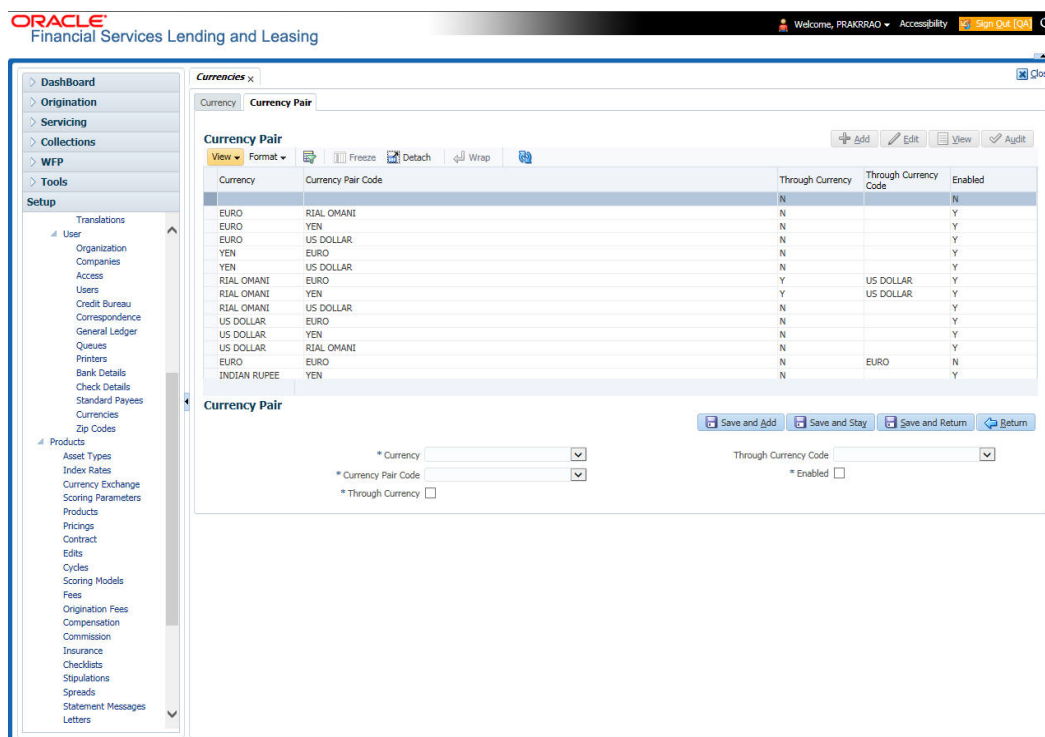 ORACLE
Financial Services Lending and Leasing
Welcome, PRAKRRAO Accessibility Sign Out [QA]
DashBoard
Origination
Servicing
Collections
WFP
Tools
Setup
Translations
User
Organization
Companies
Access
Users
Credit Bureau
Correspondence
General Ledger
Queues
Printers
Bank Details
Check Details
Standard Payees
Currencies
Zip Codes
Products
Asset Types
Index Rates
Currency Exchange
Scoring Parameters
Products
Pricings
Contract
Edits
Cycles
Scoring Models
Fees
Origination Fees
Compensation
Commission
Insurance
Checklists
Stipulations
Spreads
Statement Messages
Letters
Currencies x
Clos
Currency Currency Pair
Currency Pair
Add Edit View Audit
View Format Freeze Detach Wrap
Currency Currency Pair Code Through Currency Through Currency Code Enabled
N N
EURO RIAL OMANI N Y
EURO YEN N Y
EURO US DOLLAR N Y
YEN EURO N Y
YEN US DOLLAR N Y
RIAL OMANI EURO Y US DOLLAR Y
RIAL OMANI YEN Y US DOLLAR Y
RIAL OMANI US DOLLAR N Y
US DOLLAR EURO N Y
US DOLLAR YEN N Y
US DOLLAR RIAL OMANI N Y
EURO EURO N EURO N
INDIAN RUPEE YEN N Y
Currency Pair
Save and Add Save and Stay Save and Return Return
* Currency Through Currency Code
* Currency Pair Code * Enabled
* Through Currency